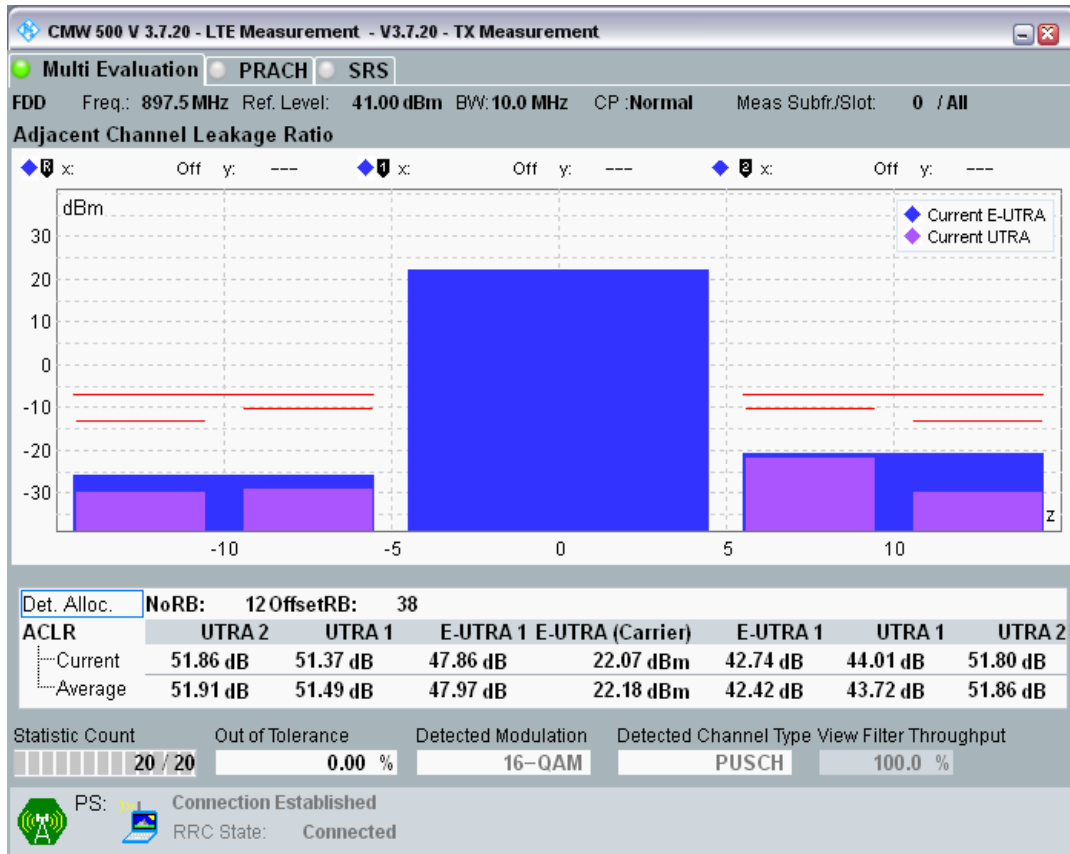 CMW 500 V 3.7.20 - LTE Measurement - V3.7.20 - TX Measurement
Multi Evaluation PRACH SRS
FDD Freq.: 897.5 MHz Ref. Level: 41.00 dBm BW: 10.0 MHz CP :Normal Meas Subfr./Slot: 0 / All
Adjacent Channel Leakage Ratio
R x: Off y: --- 1 x: Off y: --- 2 x: Off y: ---
dBm
Current E-UTRA
Current UTRA
30
20
10
0
-10
-20
-30
z
-10 -5 0 5 10
Det. Alloc. NoRB: 12 OffsetRB: 38
ACLR UTRA 2 UTRA 1 E-UTRA 1 E-UTRA (Carrier) E-UTRA 1 UTRA 1 UTRA 2
Current 51.86 dB 51.37 dB 47.86 dB 22.07 dBm 42.74 dB 44.01 dB 51.80 dB
Average 51.91 dB 51.49 dB 47.97 dB 22.18 dBm 42.42 dB 43.72 dB 51.86 dB
Statistic Count Out of Tolerance Detected Modulation Detected Channel Type View Filter Throughput
20 / 20 0.00 % 16-QAM PUSCH 100.0 %
PS: Connection Established
RRC State: Connected